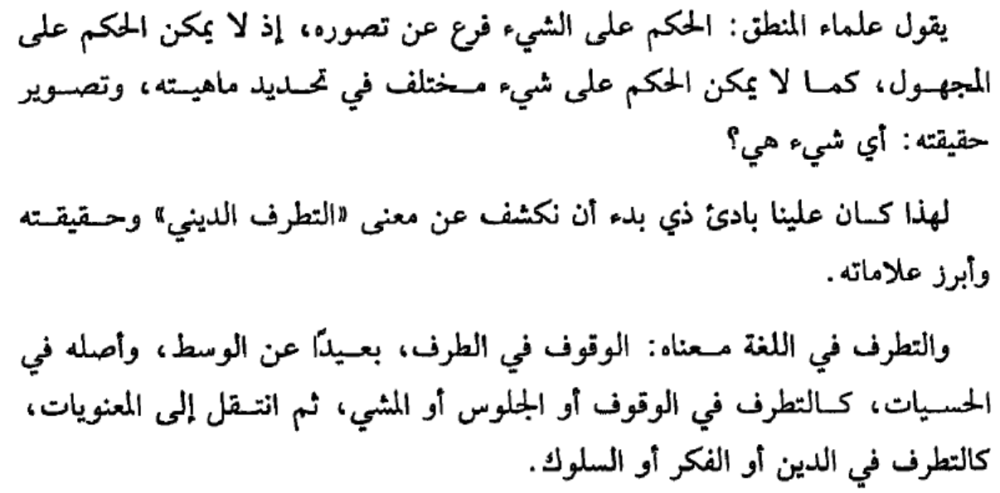 يقول علماء المنطق: الحكم على الشيء فرع عن تصوره، إذ لا يمكن الحكم على
المجهول، كما لا يمكن الحكم على شيء مختلف في تحديد ماهيته، وتصوير
حقيقته: أي شيء هي؟
لهذا كان علينا بادئ ذي بدء أن نكشف عن معنى «التطرف الديني» وحقيقته
وأبرز علاماته.
والتطرف في اللغة معناه: الوقوف في الطرف، بعيدًا عن الوسط، وأصله في
الحسيات، كالتطرف في الوقوف أو الجلوس أو المشي، ثم انتقل إلى المعنويات،
كالتطرف في الدين أو الفكر أو السلوك.